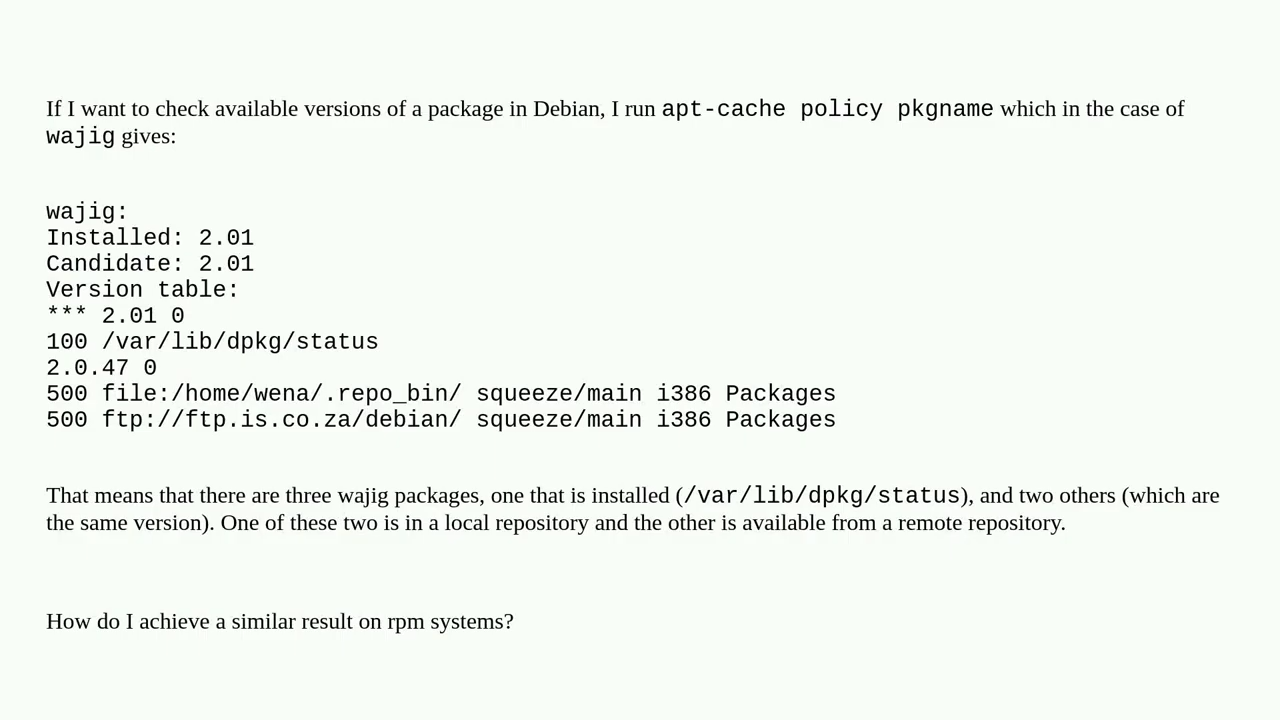 If I want to check available versions of a package in Debian, I run apt-cache policy pkgname which in the case of
wajig gives:
wajig:
Installed: 2.01
Candidate: 2.01
Version table:
*** 2.01 0
100 /var/lib/dpkg/status
2.0.47 0
500 file:/home/wena/.repo_bin/ squeeze/main i386 Packages
500 ftp://ftp.is.co.za/debian/ squeeze/main i386 Packages
That means that there are three wajig packages, one that is installed (/var/lib/dpkg/status), and two others (which are
the same version). One of these two is in a local repository and the other is available from a remote repository.
How do I achieve a similar result on rpm systems?